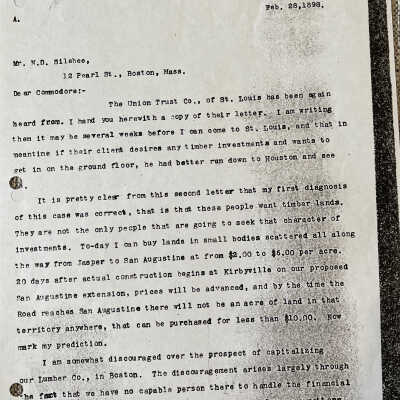 Feb. 28,1898.
A.
Mr. N.D. Silsbee,
12 Pearl St., Boston, Mass.
Dear Commodore:-
The Union Trust Co., of St. Louis has been again
heard from. I hand you herewith a copy of their letter. I am writing
them it may be several weeks before I can come to St. Louis, and that in
meantime if their client desires any timber investments and wants to
get in on the ground floor, he had better run down to Houston and see
It is pretty clear from this second letter that my first diagnosis
of this case was correct, that is that these people want timber lands.
They are not the only people that are going to seek that character of
investments. To-day I can buy lands in small bodies scattered all along
the way from Jasper to San Augustine at from $2.00 to $6.00 per acre.
20 days after actual construction begins at Kirbyville on our proposed
San Augustine extension, prices will be advanced, and by the time the
Road reaches San Augustine there will not be an acre of land in that
territory anywhere, that can be purchased for less than $10.00. Now
mark my prediction.
I am somewhat discouraged over the prospect of capitalizing
our Lumber Co., in Boston. The discouragement arises largely through
the fact that we have no capable person there to handle the financial